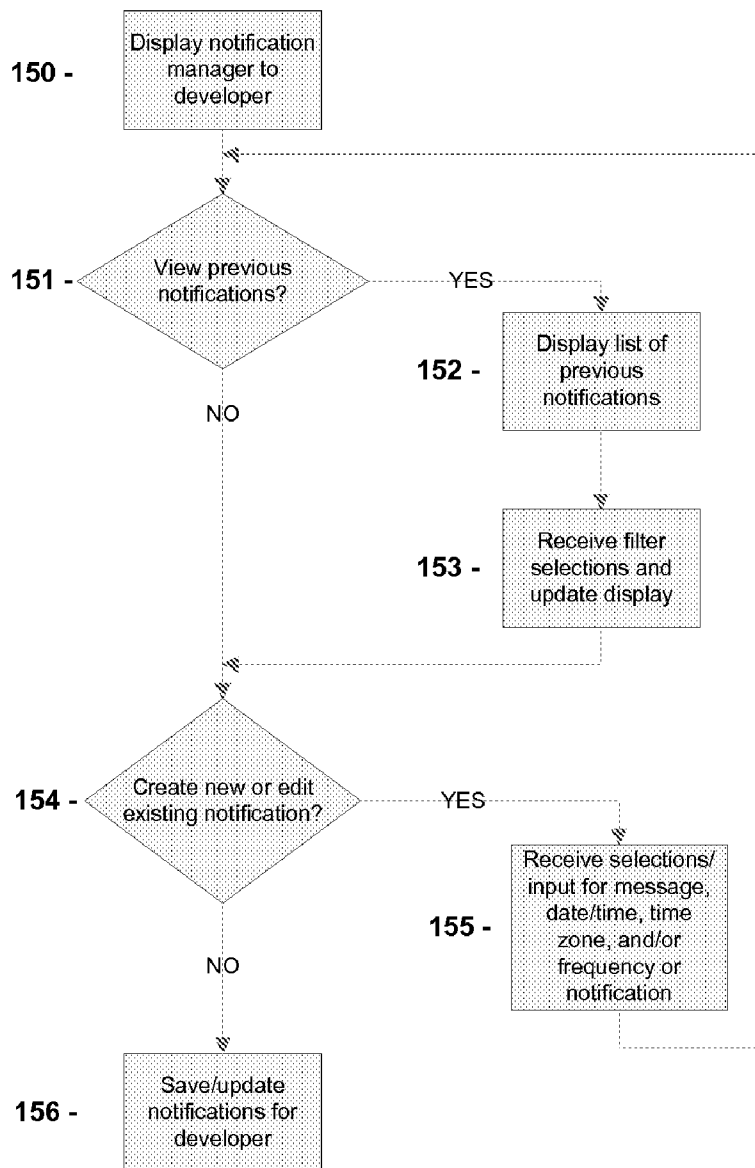 Display notification
manager to
developer
150 -
View previous
notifications?
151 -
YES
Display list of
previous
notifications
152 -
NO
Receive filter
selections and
update display
153 -
Create new or edit
existing notification?
154 -
YES
Receive selections/
input for message,
date/time, time
zone, and/or
frequency or
notification
155 -
NO
Save/update
notifications for
developer
156 -